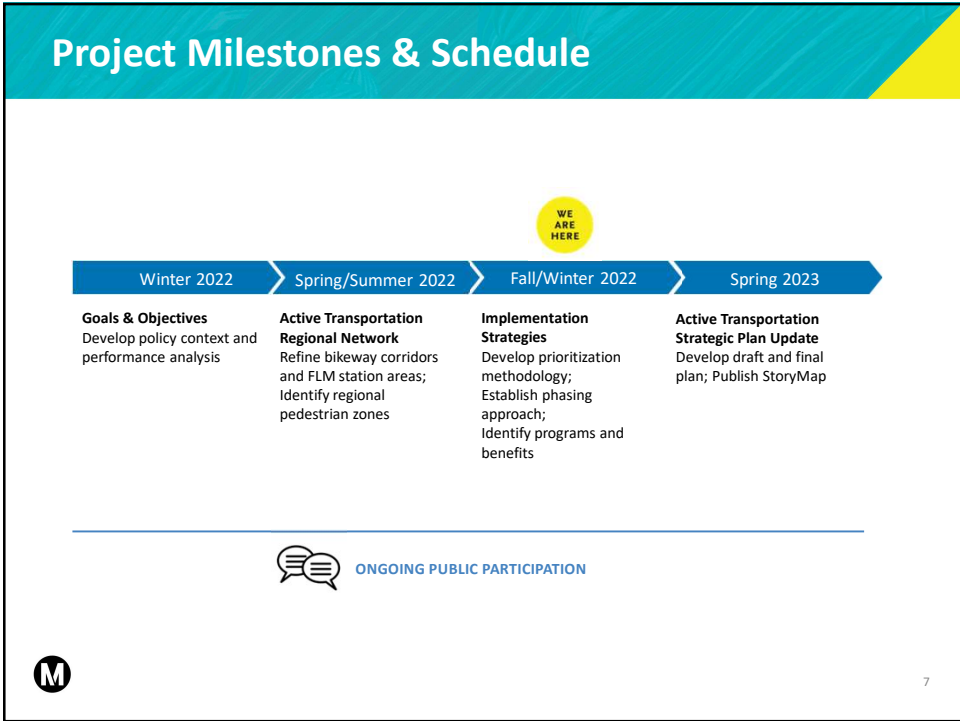 Project Milestones & Schedule
WE
ARE
HERE
Winter 2022
Spring/Summer 2022
Fall/Winter 2022
Spring 2023
Goals & Objectives
Develop policy context and
performance analysis
Active Transportation
Regional Network
Refine bikeway corridors
and FLM station areas;
Identify regional
pedestrian zones
Implementation
Strategies
Develop prioritization
methodology;
Establish phasing
approach;
Identify programs and
benefits
Active Transportation
Strategic Plan Update
Develop draft and final
plan; Publish StoryMap
ONGOING PUBLIC PARTICIPATION
M
7